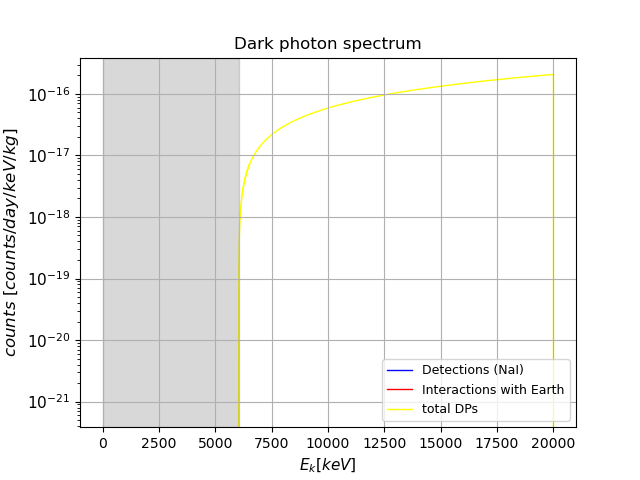 Dark photon spectrum
counts [counts/day/keV/kg]
10⁻¹⁶
10⁻¹⁷
10⁻¹⁸
10⁻¹⁹
10⁻²⁰
10⁻²¹
Detections (NaI)
Interactions with Earth
total DPs
0 2500 5000 7500 10000 12500 15000 17500 20000
Eₖ[keV]